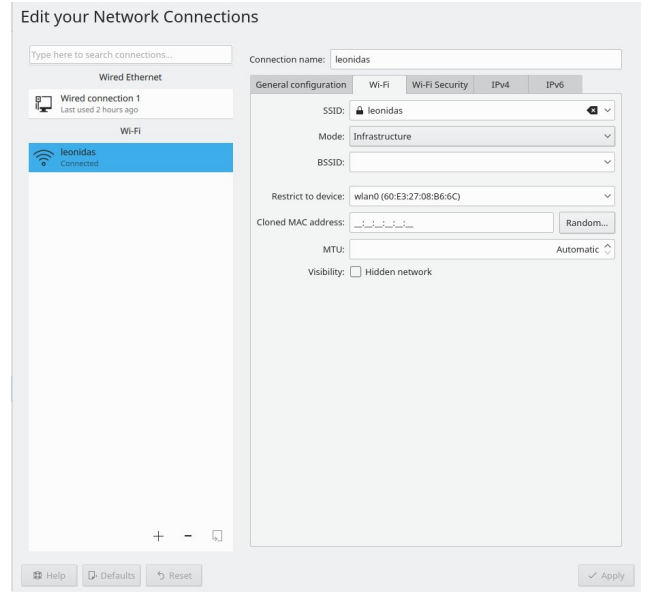 Edit your Network Connections
Type here to search connections...
Wired Ethernet
Wired connection 1
Last used 2 hours ago
Wi-Fi
leonidas
Connected
Connection name: leonidas
General configuration Wi-Fi Wi-Fi Security IPv4 IPv6
SSID: leonidas
Mode: Infrastructure
BSSID:
Restrict to device: wlan0 (60:E3:27:08:B6:6C)
Cloned MAC address: __:__:__:__:__:__ Random...
MTU: Automatic
Visibility: Hidden network
Help Defaults Reset Apply